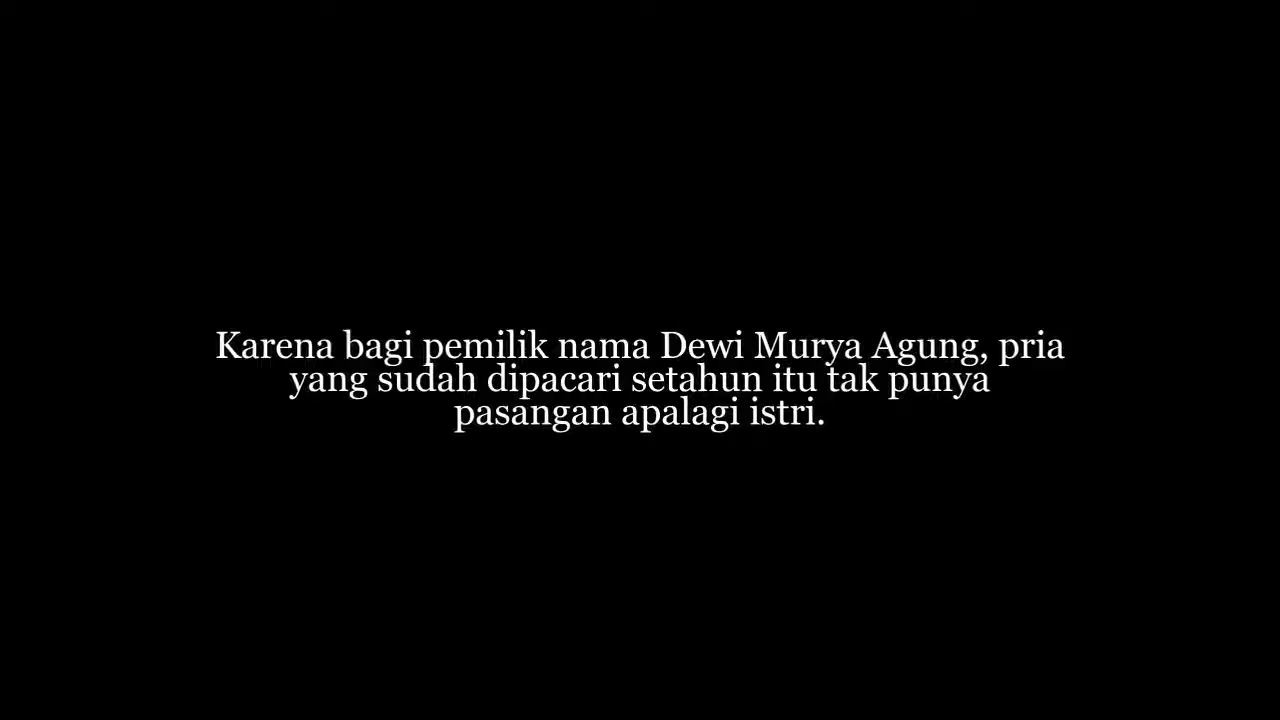 Karena bagi pemilik nama Dewi Murya Agung, pria
yang sudah dipacari setahun itu tak punya
pasangan apalagi istri.